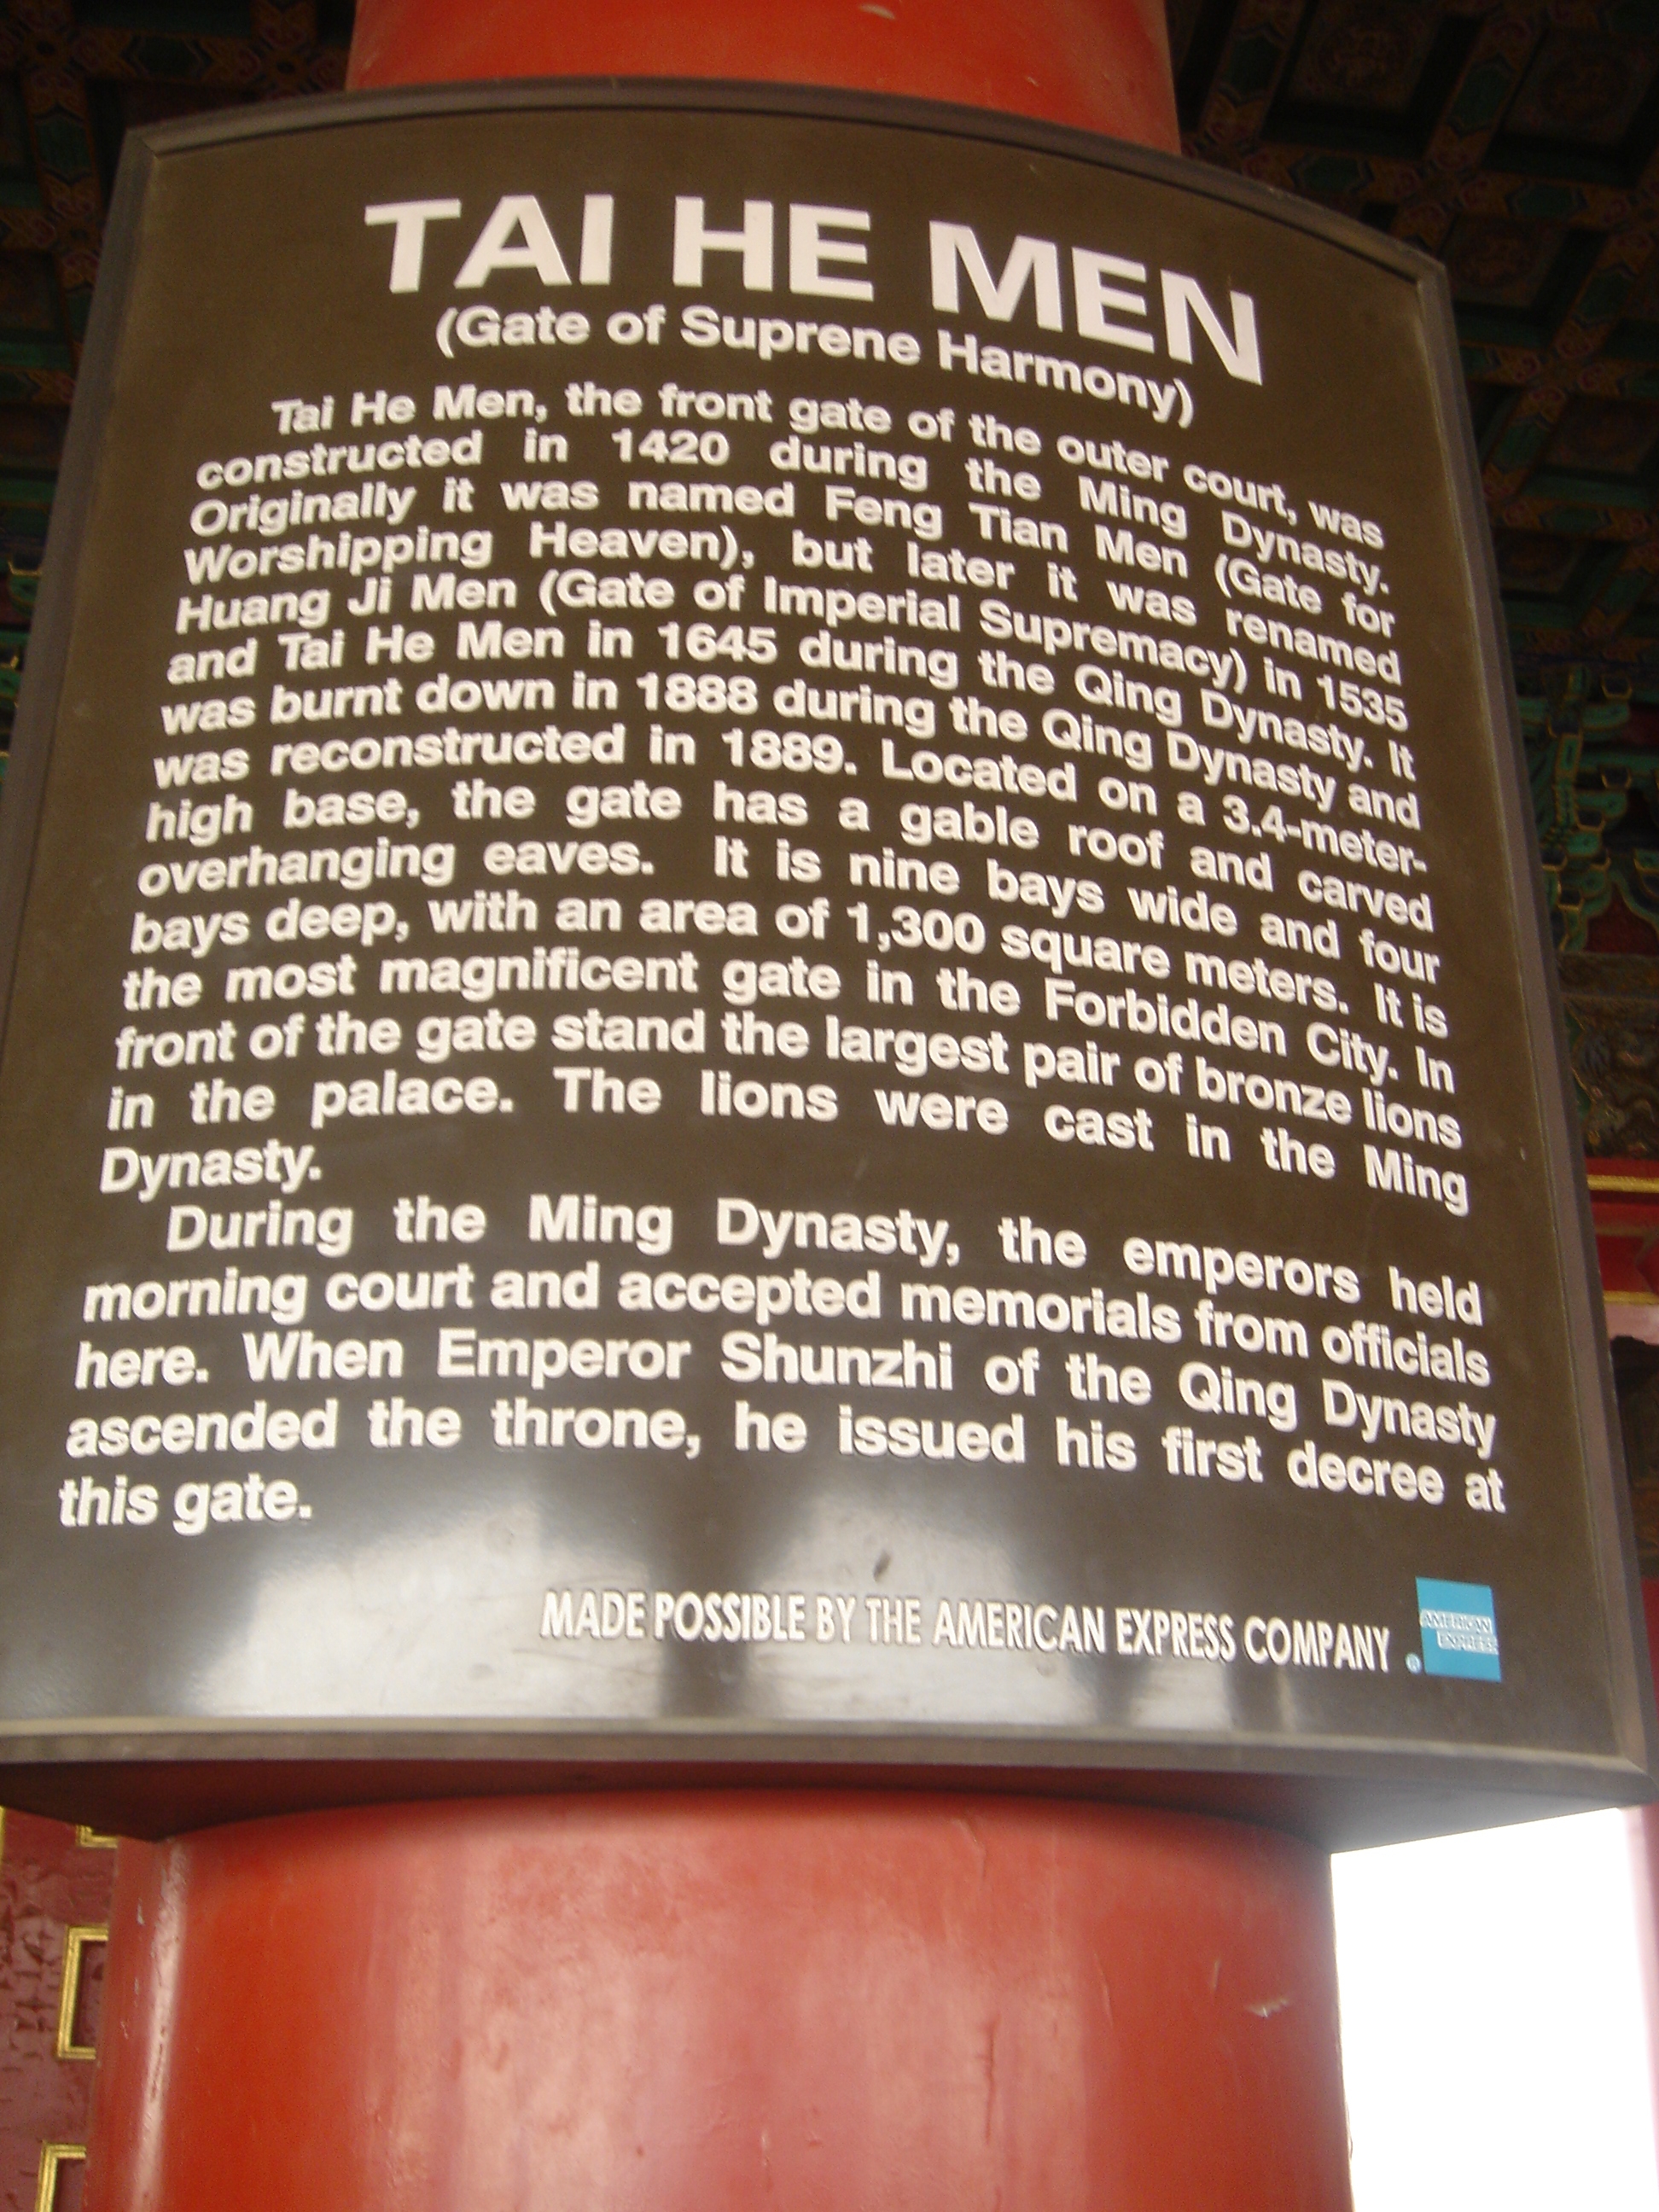 TAI HE MEN
(Gate of Suprene Harmony)
Tai He Men, the front gate of the outer court, was
constructed in 1420 during the Ming Dynasty.
Originally it was named Feng Tian Men (Gate for
Worshipping Heaven), but later it was renamed
Huang Ji Men (Gate of Imperial Supremacy) in 1535
and Tai He Men in 1645 during the Qing Dynasty. It
was burnt down in 1888 during the Qing Dynasty and
was reconstructed in 1889. Located on a 3.4-meter-
high base, the gate has a gable roof and carved
overhanging eaves. It is nine bays wide and four
bays deep, with an area of 1,300 square meters. It is
the most magnificent gate in the Forbidden City. In
front of the gate stand the largest pair of bronze lions
in the palace. The lions were cast in the Ming
Dynasty.
During the Ming Dynasty, the emperors held
morning court and accepted memorials from officials
here. When Emperor Shunzhi of the Qing Dynasty
ascended the throne, he issued his first decree at
this gate.
MADE POSSIBLE BY THE AMERICAN EXPRESS COMPANY ®
AMERICAN
EXPRESS